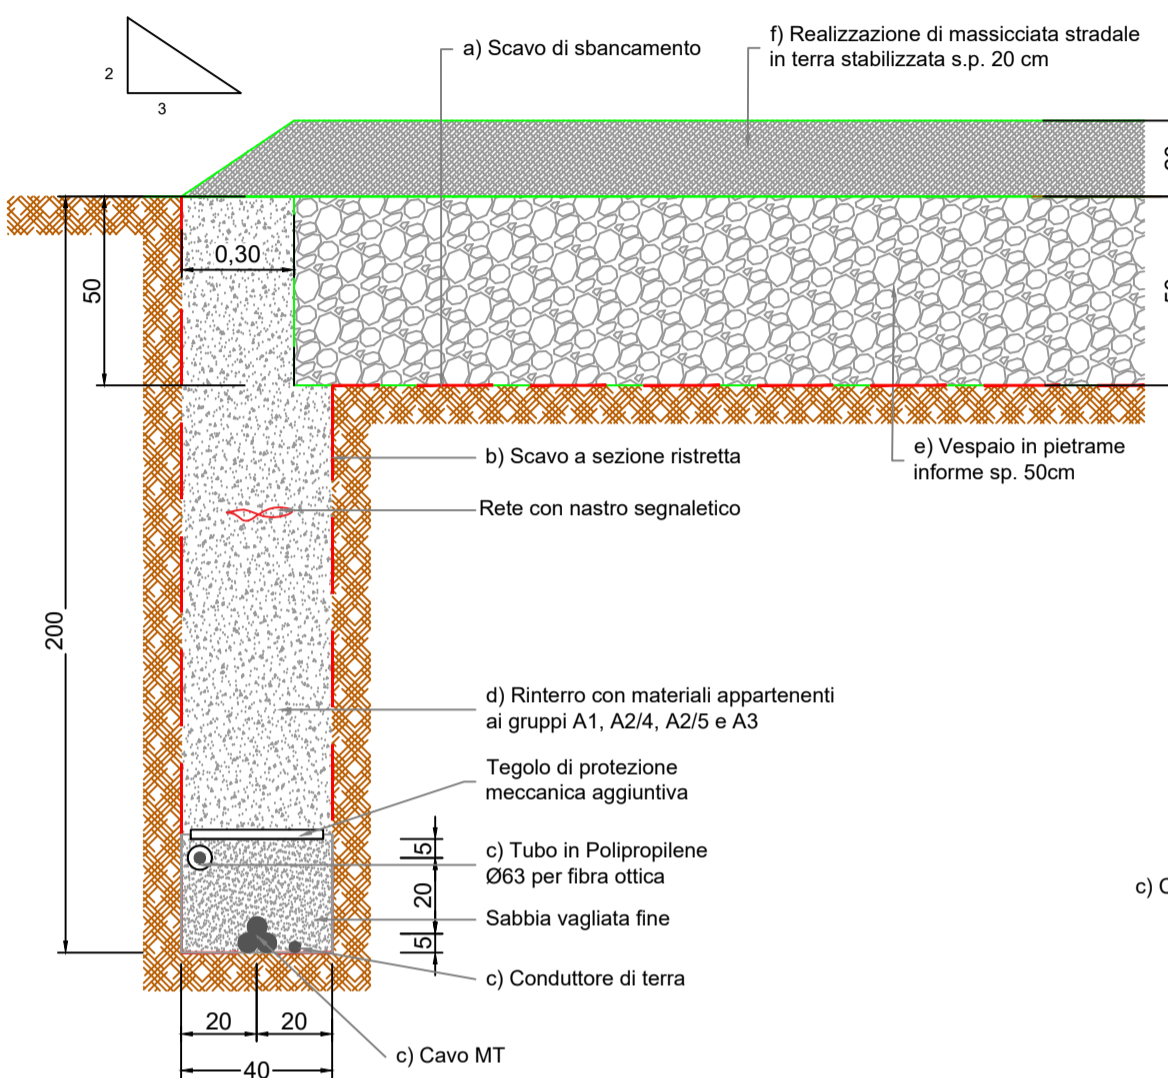 a) Scavo di sbancamento
f) Realizzazione di massicciata stradale
in terra stabilizzata s.p. 20 cm
2
3
0,30
50
b) Scavo a sezione ristretta
e) Vespaio in pietrame
informe sp. 50cm
Rete con nastro segnaletico
200
d) Rinterro con materiali appartenenti
ai gruppi A1, A2/4, A2/5 e A3
Tegolo di protezione
meccanica aggiuntiva
5
c) Tubo in Polipropilene
Ø63 per fibra ottica
20
c)
Sabbia vagliata fine
5
c) Conduttore di terra
20
20
c) Cavo MT
40